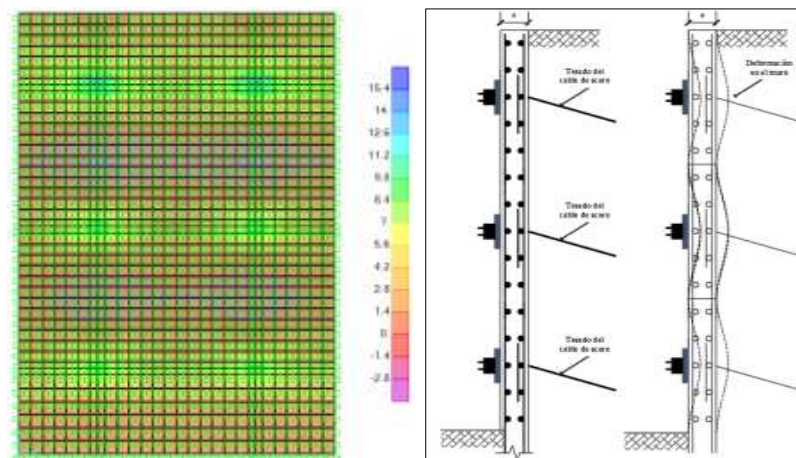 15.4
14.
12.6
11.2
9.8
8.4
7.
5.6
4.2
2.8
1.4
0.
-1.4
-2.8
e
Tensado del
cable de acero
Tensado del
cable de acero
Tensado del
cable de acero
e
Deformación
en el muro